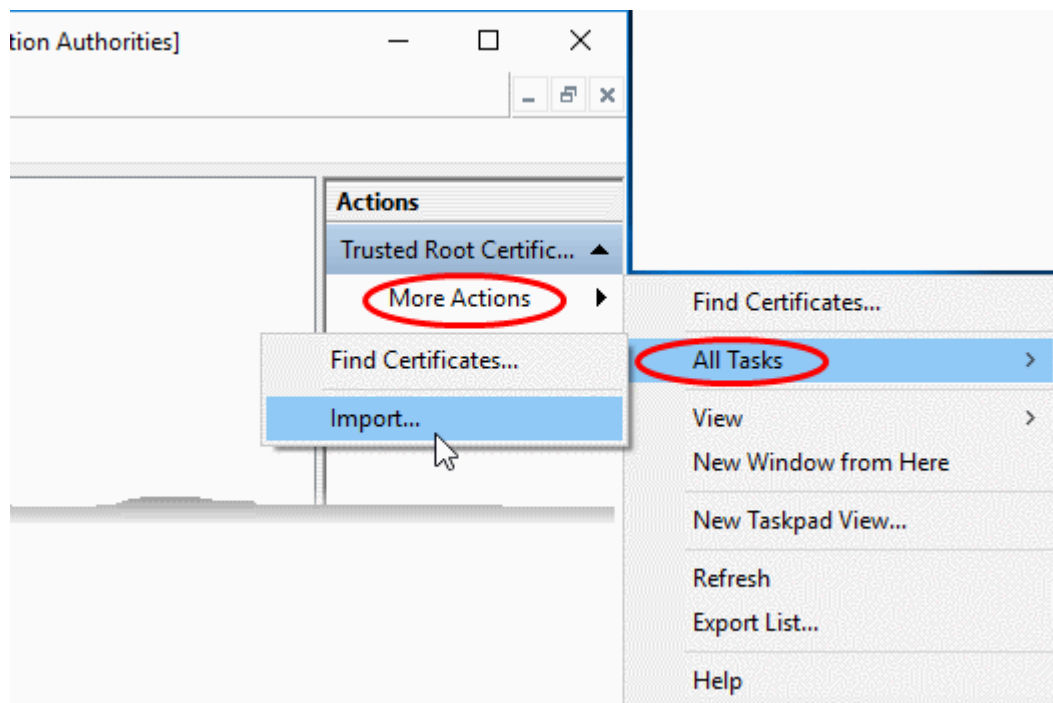 tion Authorities]
Actions
Trusted Root Certific...
More Actions
Find Certificates...
Import...
Find Certificates...
All Tasks
View
New Window from Here
New Taskpad View...
Refresh
Export List...
Help